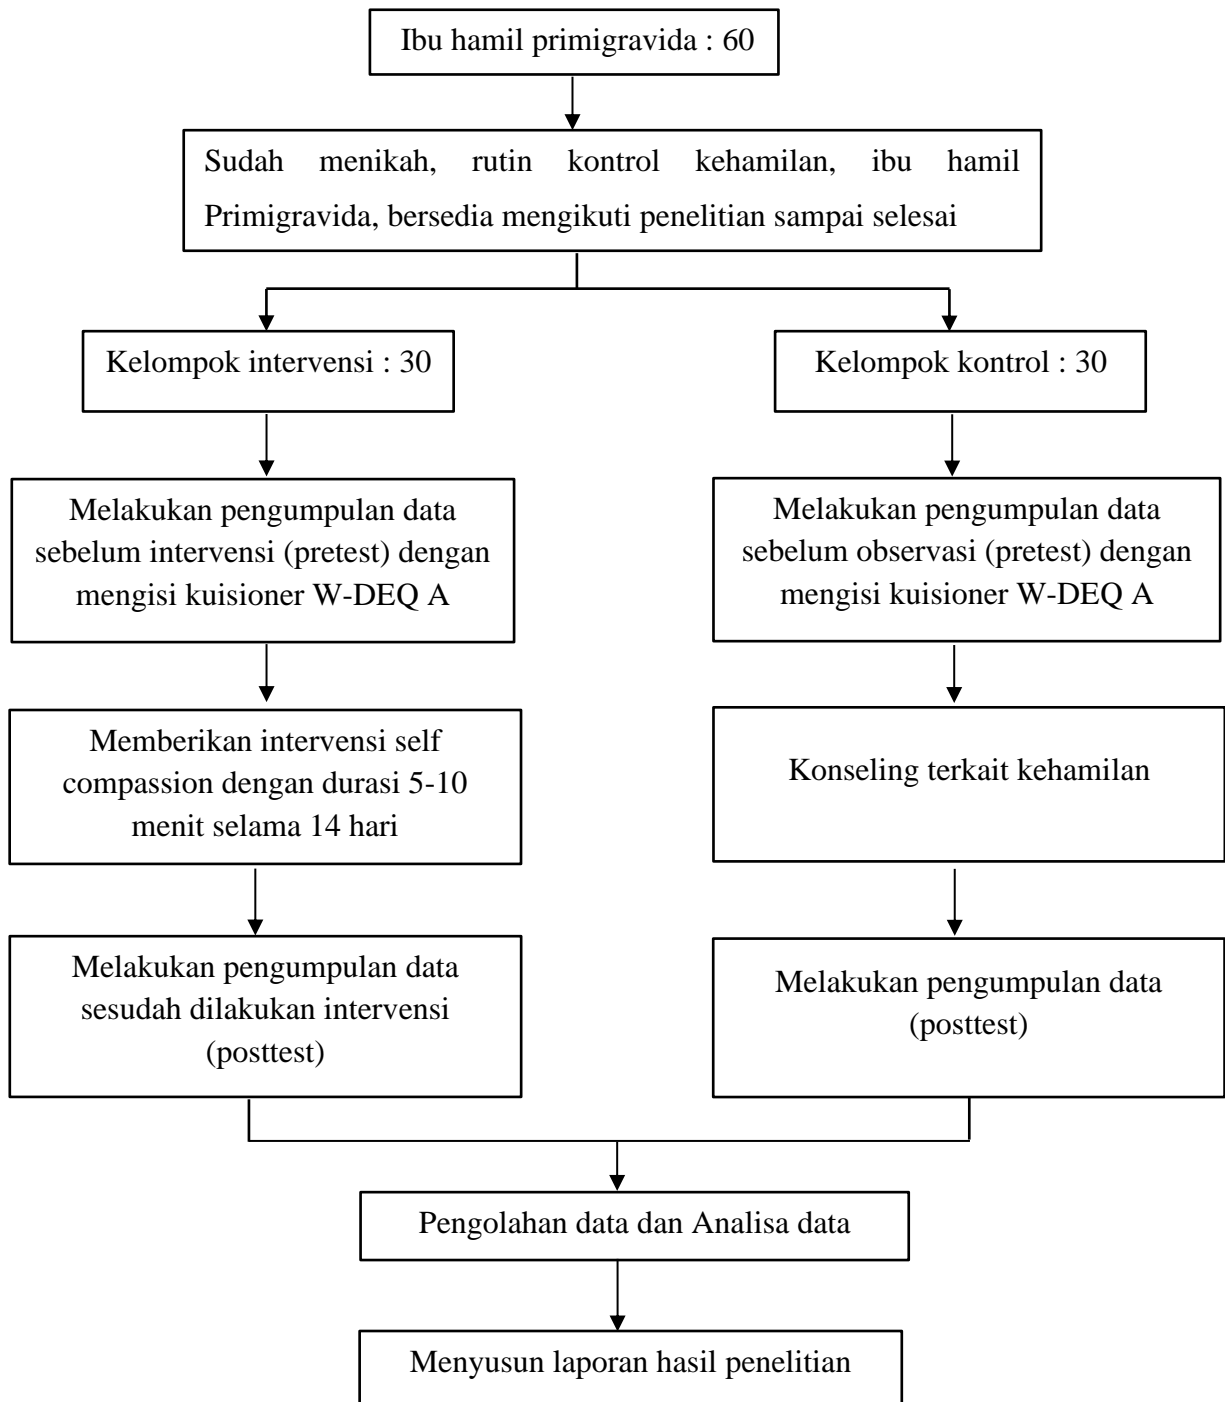 Ibu hamil primigravida : 60
Sudah menikah, rutin kontrol kehamilan, ibu hamil
Primigravida, bersedia mengikuti penelitian sampai selesai
Kelompok intervensi : 30
Kelompok kontrol : 30
Melakukan pengumpulan data
sebelum intervensi (pretest) dengan
mengisi kuisioner W-DEQ A
Melakukan pengumpulan data
sebelum observasi (pretest) dengan
mengisi kuisioner W-DEQ A
Memberikan intervensi self
compassion dengan durasi 5-10
menit selama 14 hari
Konseling terkait kehamilan
Melakukan pengumpulan data
sesudah dilakukan intervensi
(posttest)
Melakukan pengumpulan data
(posttest)
Pengolahan data dan Analisa data
Menyusun laporan hasil penelitian